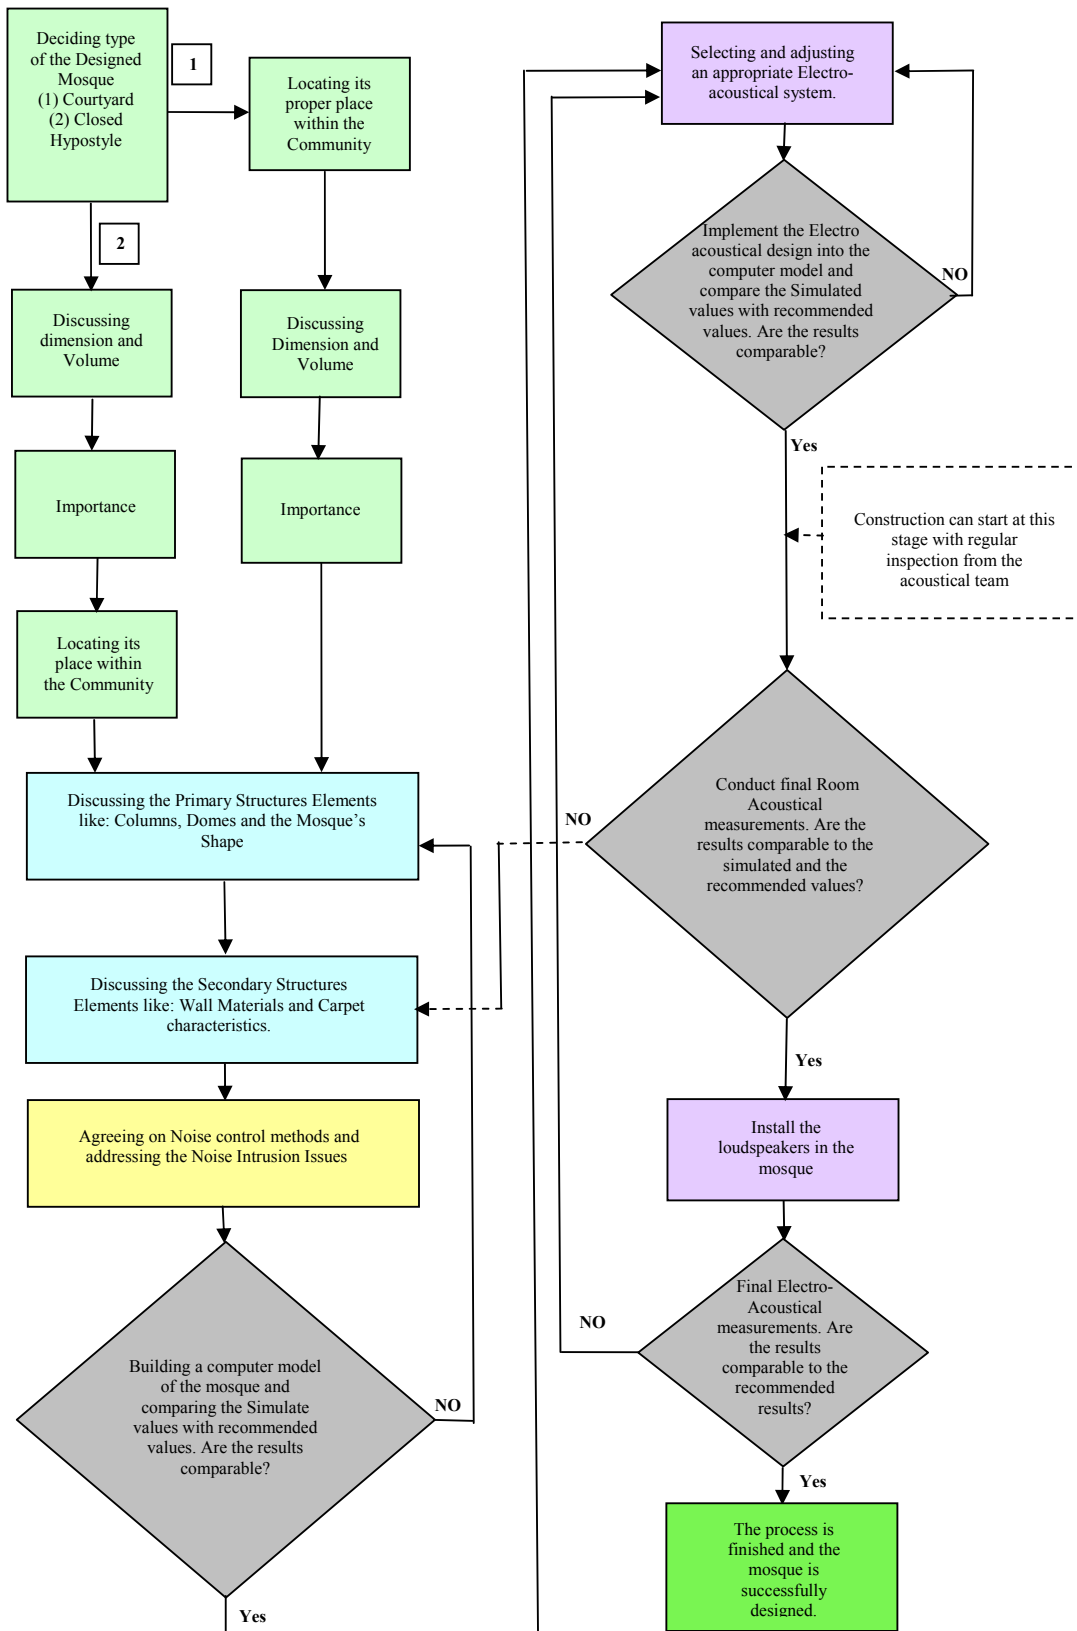 Deciding type
of the Designed
Mosque
(1) Courtyard
(2) Closed
Hypostyle
1
Locating its
proper place
within the
Community
2
Discussing
dimension and
Volume
Discussing
Dimension and
Volume
Importance
Importance
Locating its
place within
the Community
Discussing the Primary Structures Elements
like: Columns, Domes and the Mosque's
Shape
Discussing the Secondary Structures
Elements like: Wall Materials and Carpet
characteristics.
Agreeing on Noise control methods and
addressing the Noise Intrusion Issues
Building a computer model
of the mosque and
comparing the Simulate
values with recommended
values. Are the results
comparable?
NO
Yes
Selecting and adjusting
an appropriate Electro-
acoustical system.
Implement the Electro
acoustical design into the
computer model and
compare the Simulated
values with recommended
values. Are the results
comparable?
NO
Yes
Construction can start at this
stage with regular
inspection from the
acoustical team
Conduct final Room
Acoustical
measurements. Are the
results comparable to the
simulated and the
recommended values?
NO
Yes
Install the
loudspeakers in the
mosque
Final Electro-
Acoustical
measurements. Are
the results
comparable to the
recommended
results?
NO
Yes
The process is
finished and the
mosque is
successfully
designed.